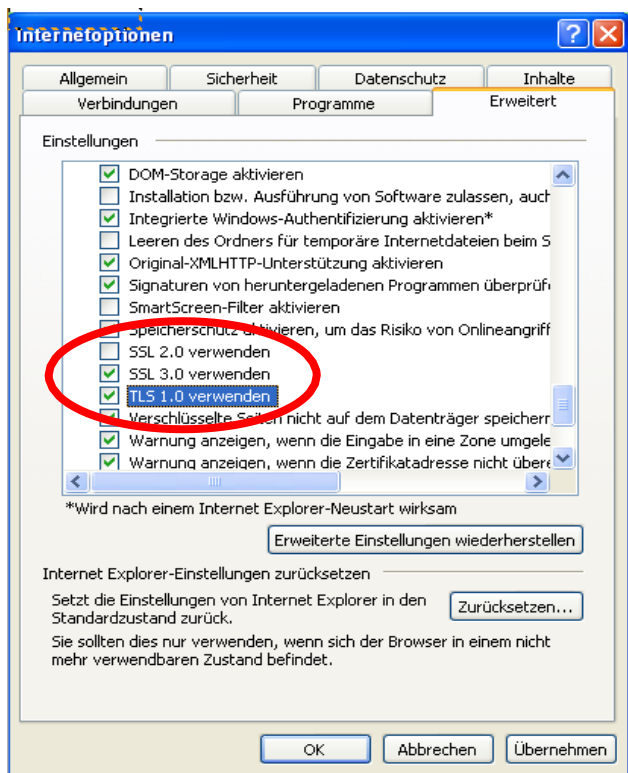 Internetoptionen
Allgemein Sicherheit Datenschutz Inhalte
Verbindungen Programme Erweitert
Einstellungen
DOM-Storage aktivieren
Installation bzw. Ausführung von Software zulassen, auch
Integrierte Windows-Authentifizierung aktivieren*
Leeren des Ordners für temporäre Internetdateien beim S
Original-XMLHTTP-Unterstützung aktivieren
Signaturen von heruntergeladenen Programmen überprüfe
SmartScreen-Filter aktivieren
Speicherschutz aktivieren, um das Risiko von Onlineangriff
SSL 2.0 verwenden
SSL 3.0 verwenden
TLS 1.0 verwenden
Verschlüsselte Seiten nicht auf dem Datenträger speichern
Warnung anzeigen, wenn die Eingabe in eine Zone umgele
Warnung anzeigen, wenn die Zertifikatadresse nicht übere
*Wird nach einem Internet Explorer-Neustart wirksam
Erweiterte Einstellungen wiederherstellen
Internet Explorer-Einstellungen zurücksetzen
Setzt die Einstellungen von Internet Explorer in den
Standardzustand zurück.
Zurücksetzen...
Sie sollten dies nur verwenden, wenn sich der Browser in einem nicht
mehr verwendbaren Zustand befindet.
OK Abbrechen Übernehmen